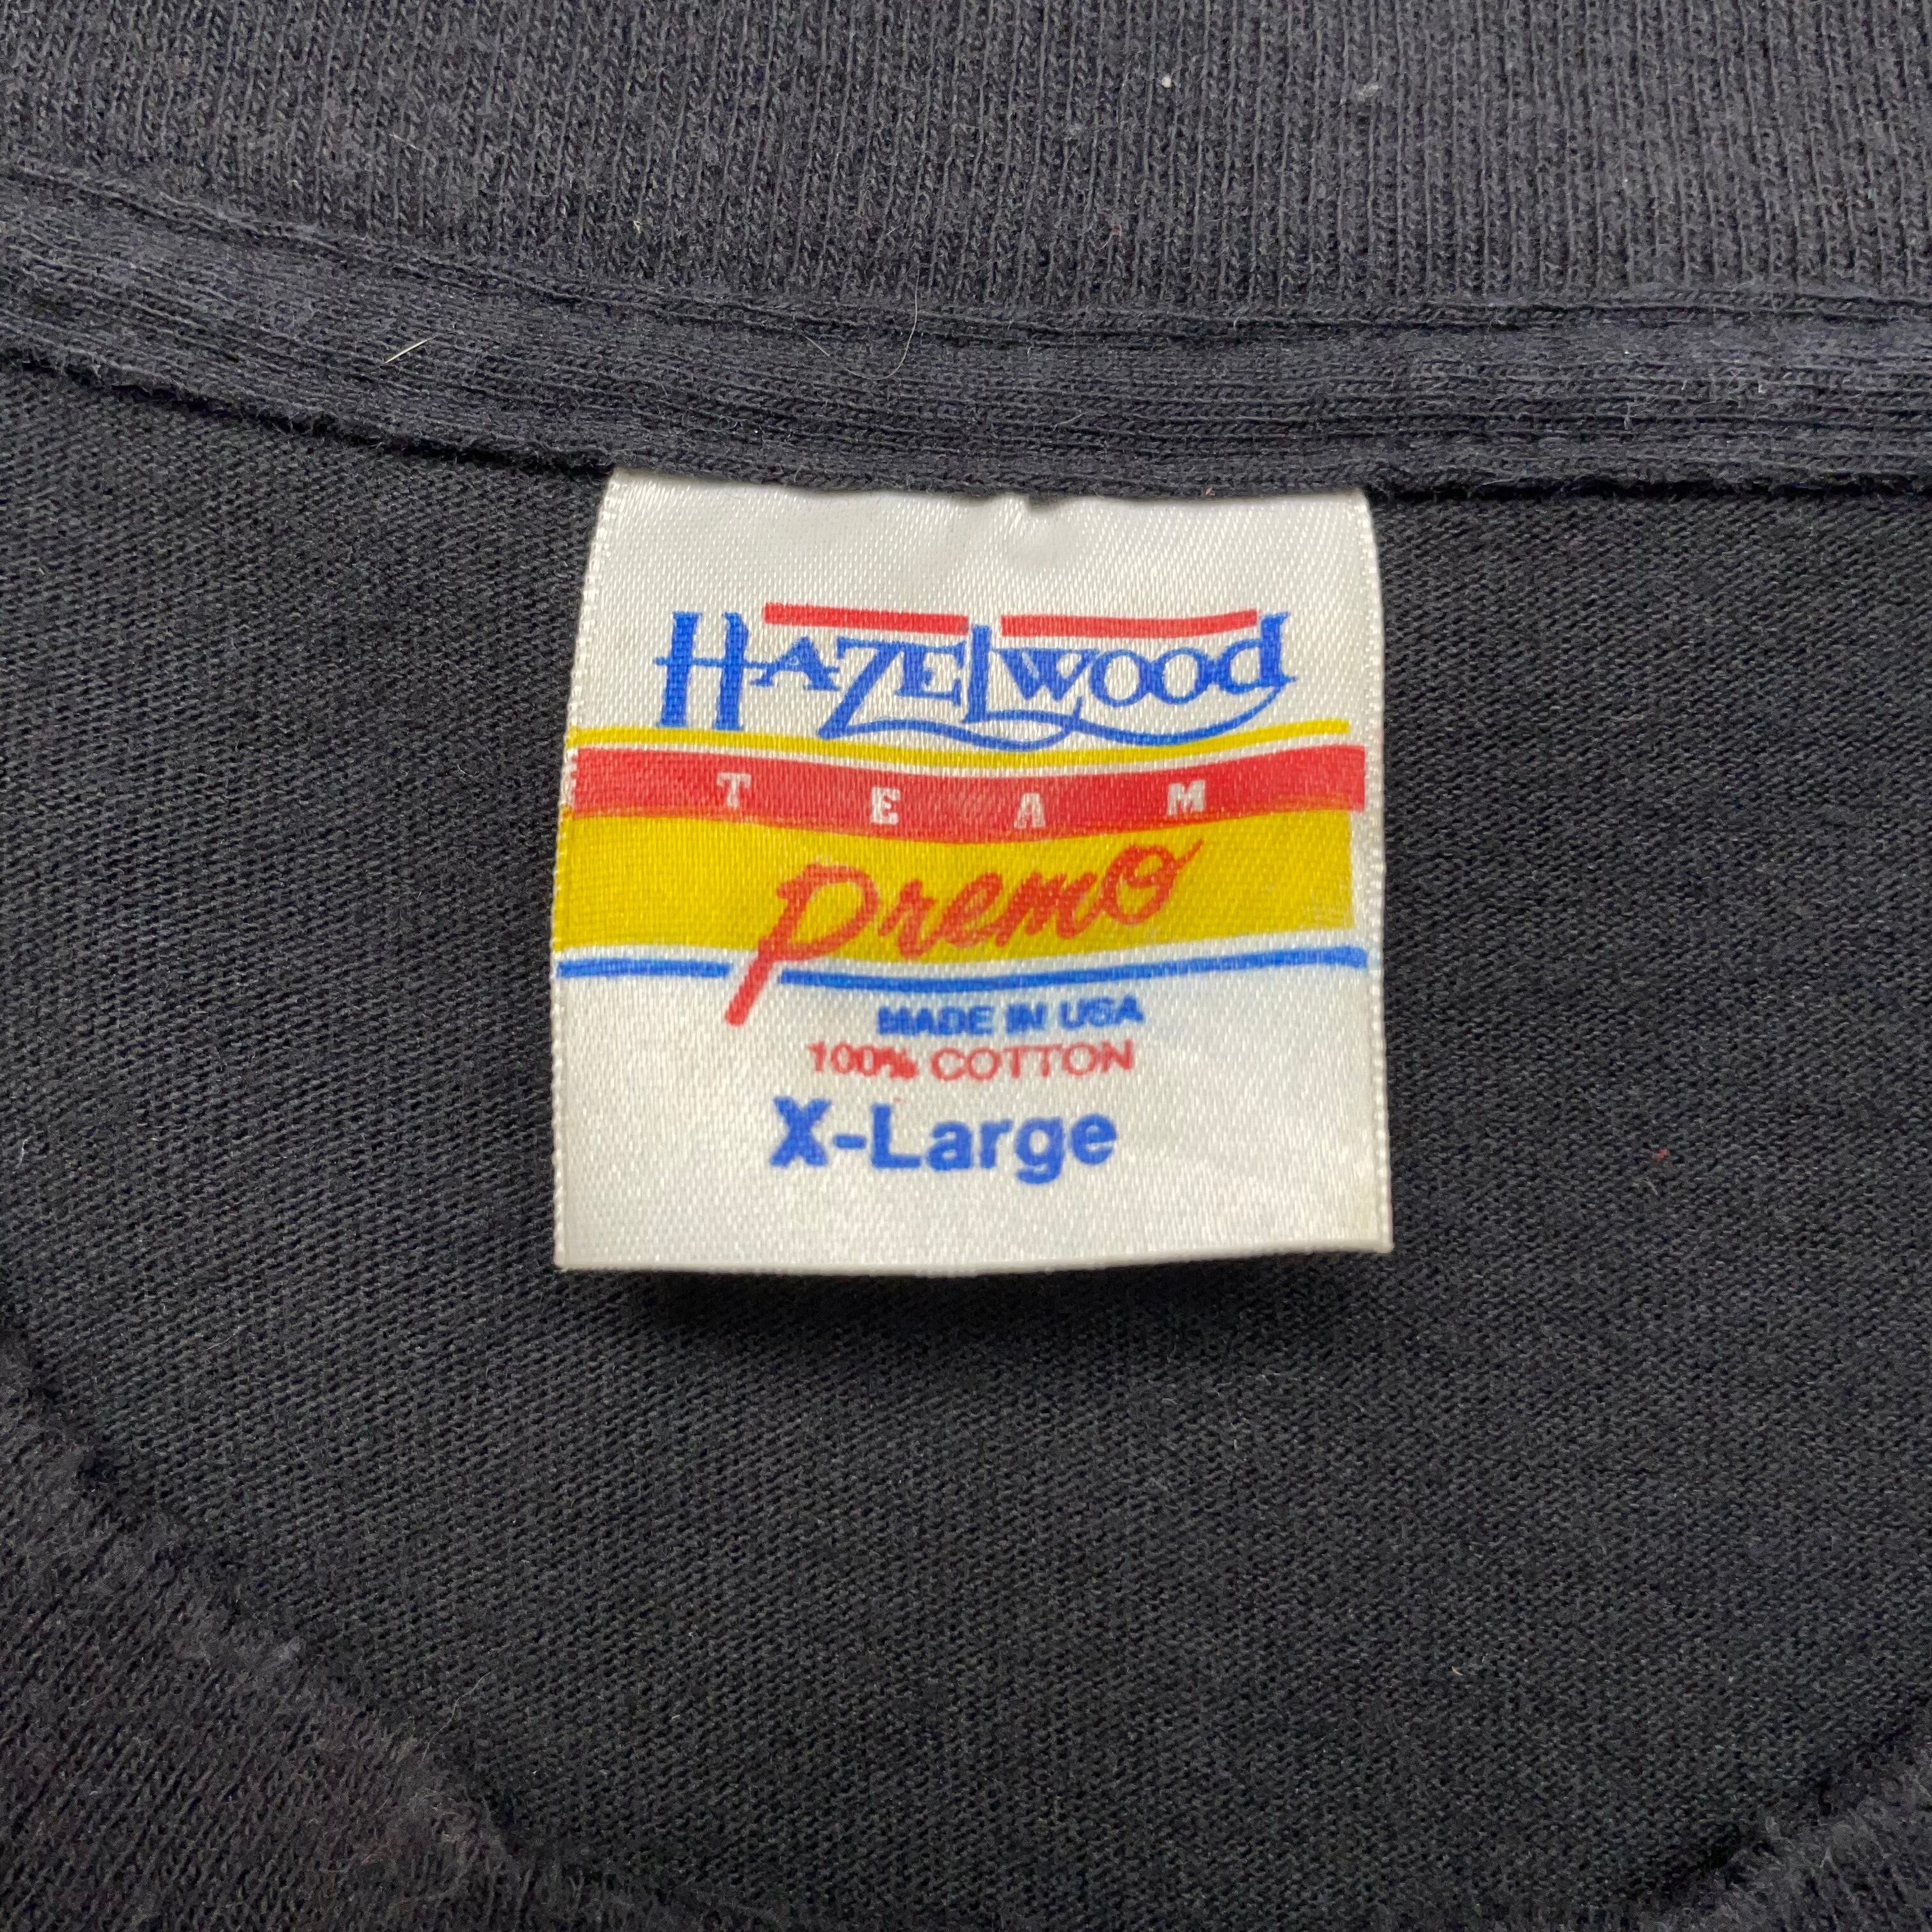 HAZElwood
TEAM
Premo
MADE IN USA
100% COTTON
X-Large